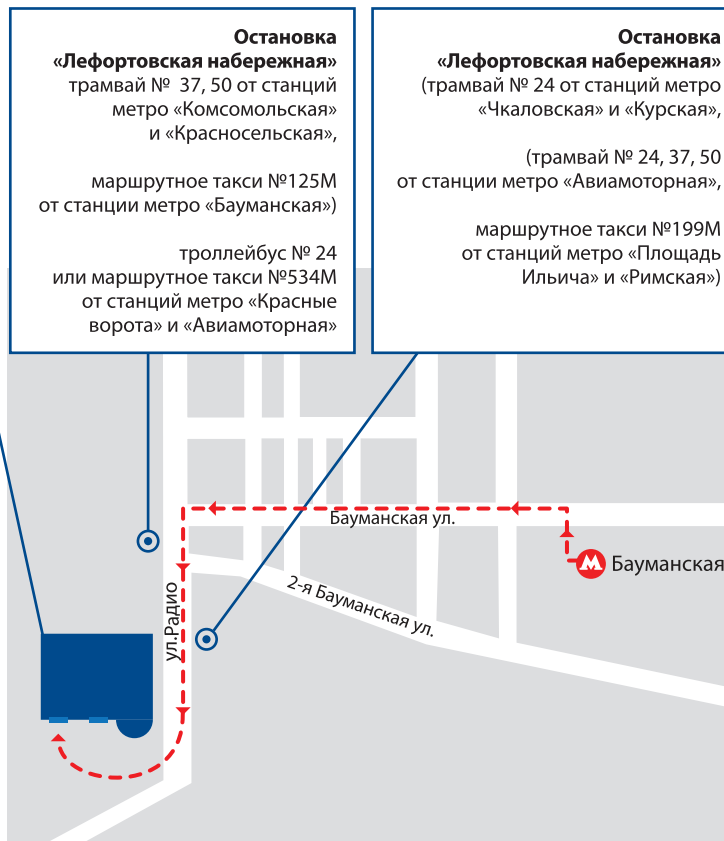 Остановка
«Лефортовская набережная»
трамвай № 37, 50 от станций
метро «Комсомольская»
и «Красносельская»,
маршрутное такси №125М
от станции метро «Бауманская»)
троллейбус № 24
или маршрутное такси №534М
от станций метро «Красные
ворота» и «Авиамоторная»
Остановка
«Лефортовская набережная»
(трамвай № 24 от станций метро
«Чкаловская» и «Курская»,
(трамвай № 24, 37, 50
от станции метро «Авиамоторная»,
маршрутное такси №199М
от станций метро «Площадь
Ильича» и «Римская»)
Бауманская ул.
М Бауманская
2-я Бауманская ул.
ул.Радио